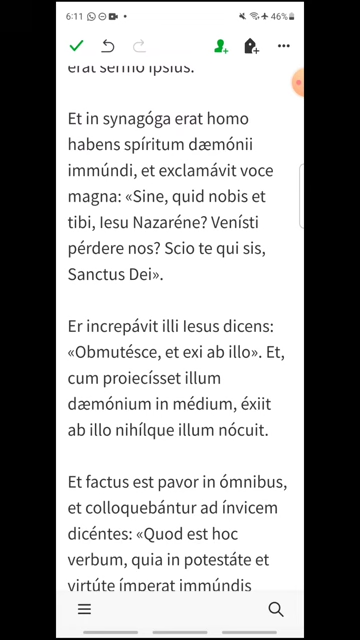 6:11
46%
erat sermo ipsíus.
Et in synagóga erat homo
habens spíritum dæmónii
immúndi, et exclamávit voce
magna: «Sine, quid nobis et
tibi, Iesu Nazaréne? Venísti
pérdere nos? Scio te qui sis,
Sanctus Dei».
Er increpávit illi Iesus dicens:
«Obmutésce, et exi ab illo». Et,
cum proiecísset illum
dæmónium in médium, éxiit
ab illo nihílque illum nócuit.
Et factus est pavor in ómnibus,
et colloquebántur ad ínvicem
dicéntes: «Quod est hoc
verbum, quia in potestáte et
virtúte ímperat immúndis